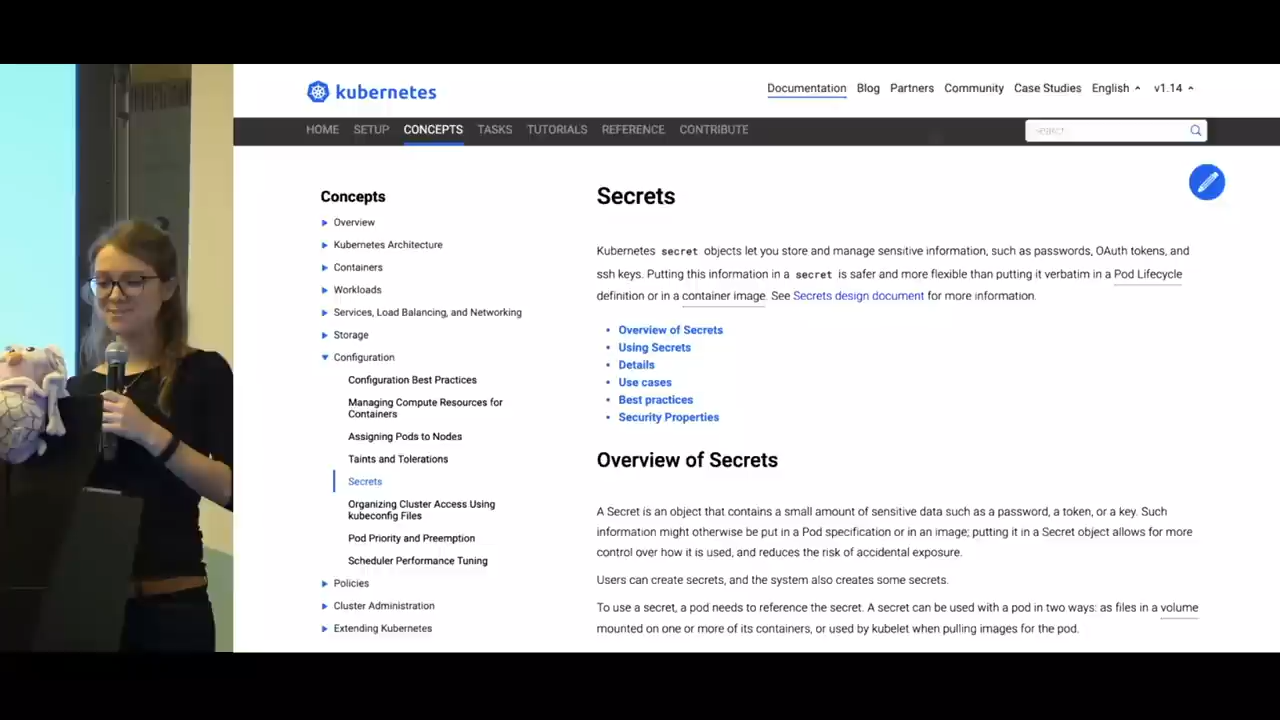 kubernetes
Documentation Blog Partners Community Case Studies English v1.14
HOME SETUP CONCEPTS TASKS TUTORIALS REFERENCE CONTRIBUTE
Search
Concepts
Overview
Kubernetes Architecture
Containers
Workloads
Services, Load Balancing, and Networking
Storage
Configuration
Configuration Best Practices
Managing Compute Resources for
Containers
Assigning Pods to Nodes
Taints and Tolerations
Secrets
Organizing Cluster Access Using
kubeconfig Files
Pod Priority and Preemption
Scheduler Performance Tuning
Policies
Cluster Administration
Extending Kubernetes
Secrets
Kubernetes secret objects let you store and manage sensitive information, such as passwords, OAuth tokens, and
ssh keys. Putting this information in a secret is safer and more flexible than putting it verbatim in a Pod Lifecycle
definition or in a container image. See Secrets design document for more information.
• Overview of Secrets
• Using Secrets
• Details
• Use cases
• Best practices
• Security Properties
Overview of Secrets
A Secret is an object that contains a small amount of sensitive data such as a password, a token, or a key. Such
information might otherwise be put in a Pod specification or in an image; putting it in a Secret object allows for more
control over how it is used, and reduces the risk of accidental exposure.
Users can create secrets, and the system also creates some secrets.
To use a secret, a pod needs to reference the secret. A secret can be used with a pod in two ways: as files in a volume
mounted on one or more of its containers, or used by kubelet when pulling images for the pod.